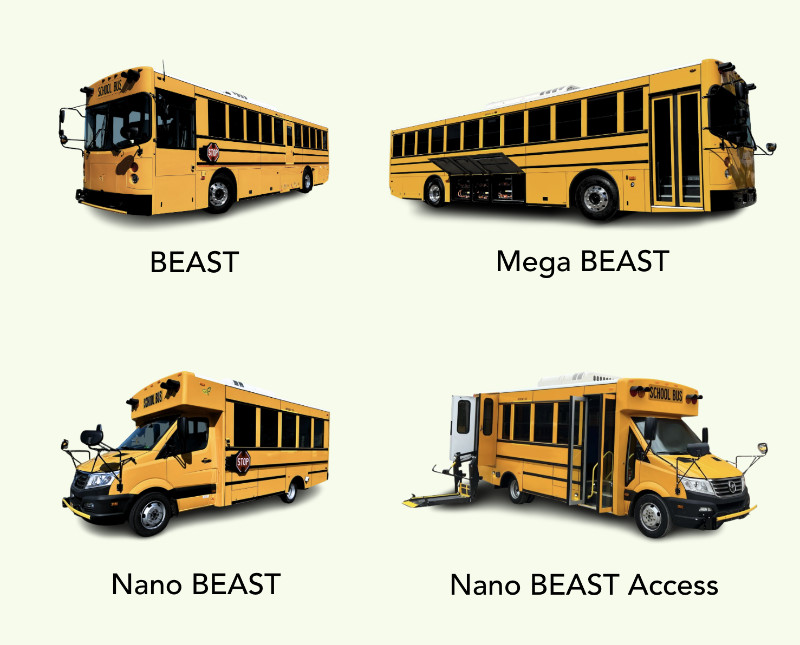 SCHOOL BUS
STOP
BEAST
Mega BEAST
SCHOOL BUS
STOP
SCHOOL BUS
Nano BEAST
Nano BEAST Access